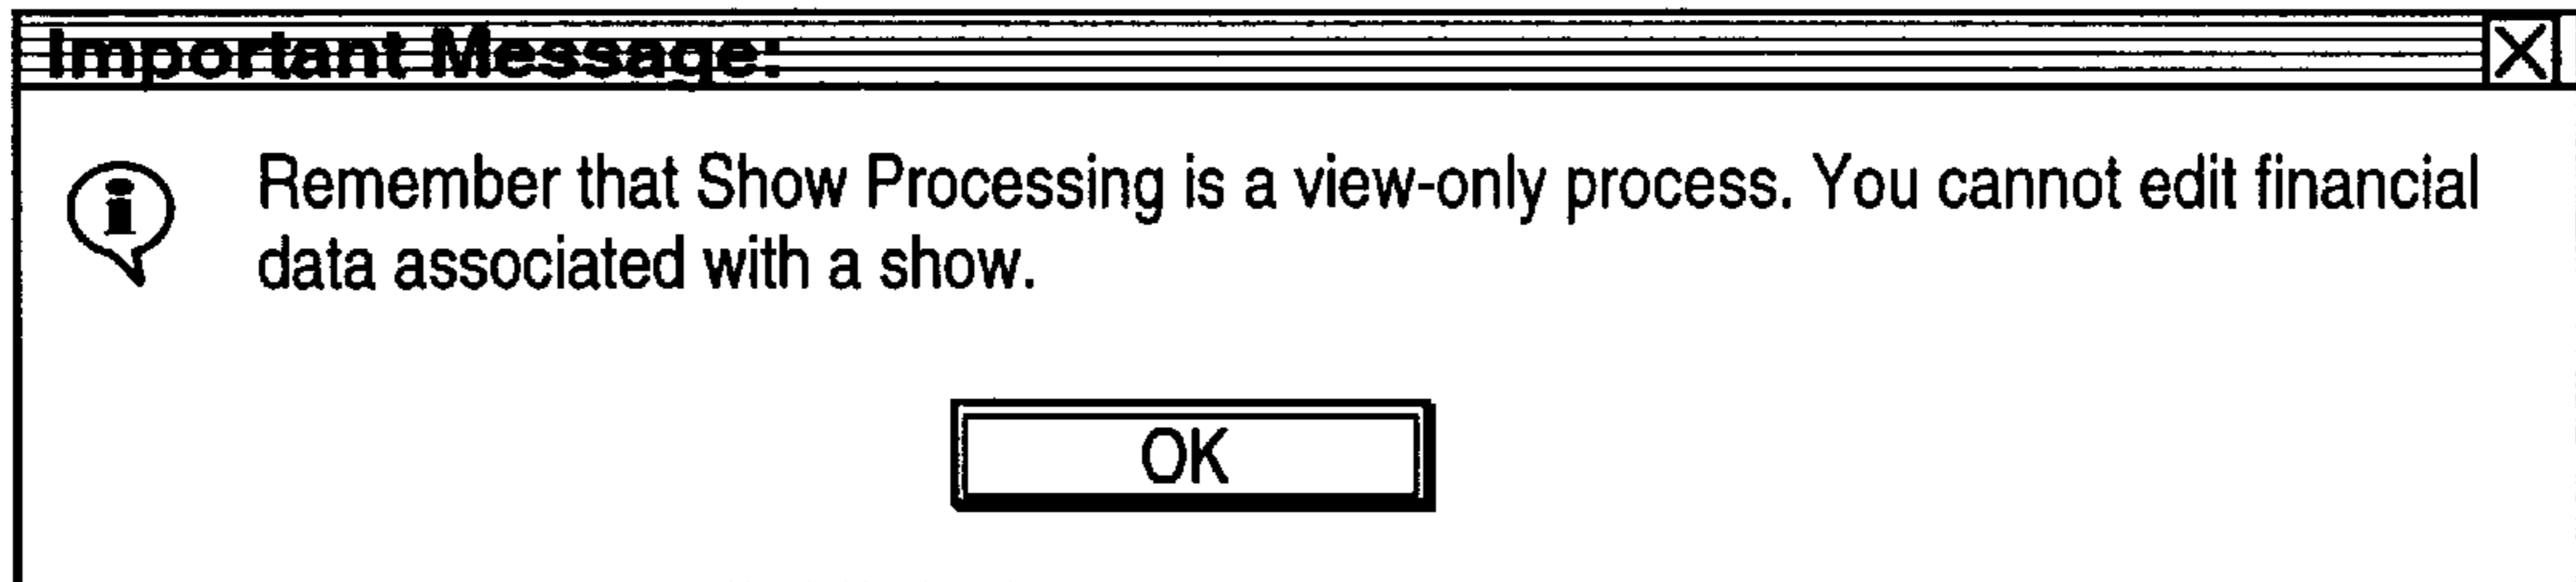 Important Message:
Remember that Show Processing is a view-only process. You cannot edit financial
data associated with a show.
OK